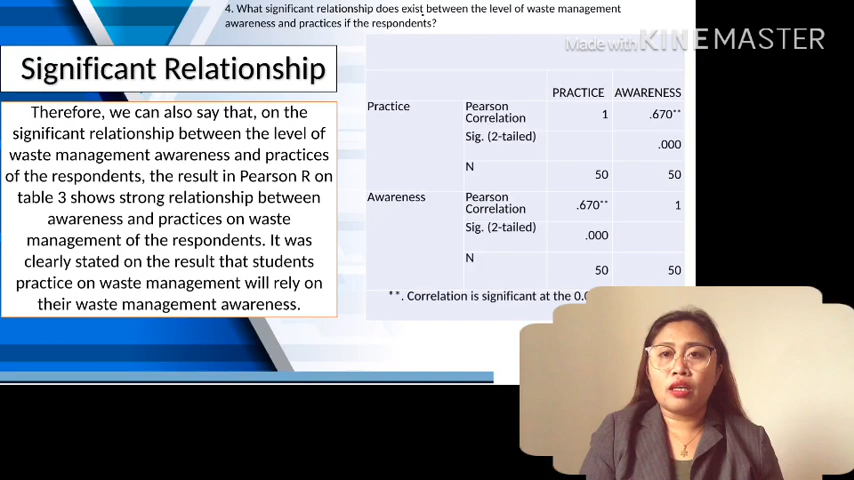 4. What significant relationship does exist between the level of waste management
awareness and practices if the respondents?
Made with KINEMASTER
Significant Relationship
Therefore, we can also say that, on the
significant relationship between the level of
waste management awareness and practices
of the respondents, the result in Pearson R on
table 3 shows strong relationship between
awareness and practices on waste
management of the respondents. It was
clearly stated on the result that students
practice on waste management will rely on
their waste management awareness.
PRACTICE AWARENESS
Practice Pearson Correlation 1 .670**
Sig. (2-tailed) .000
N 50 50
Awareness Pearson Correlation .670** 1
Sig. (2-tailed) .000
N 50 50
**. Correlation is significant at the